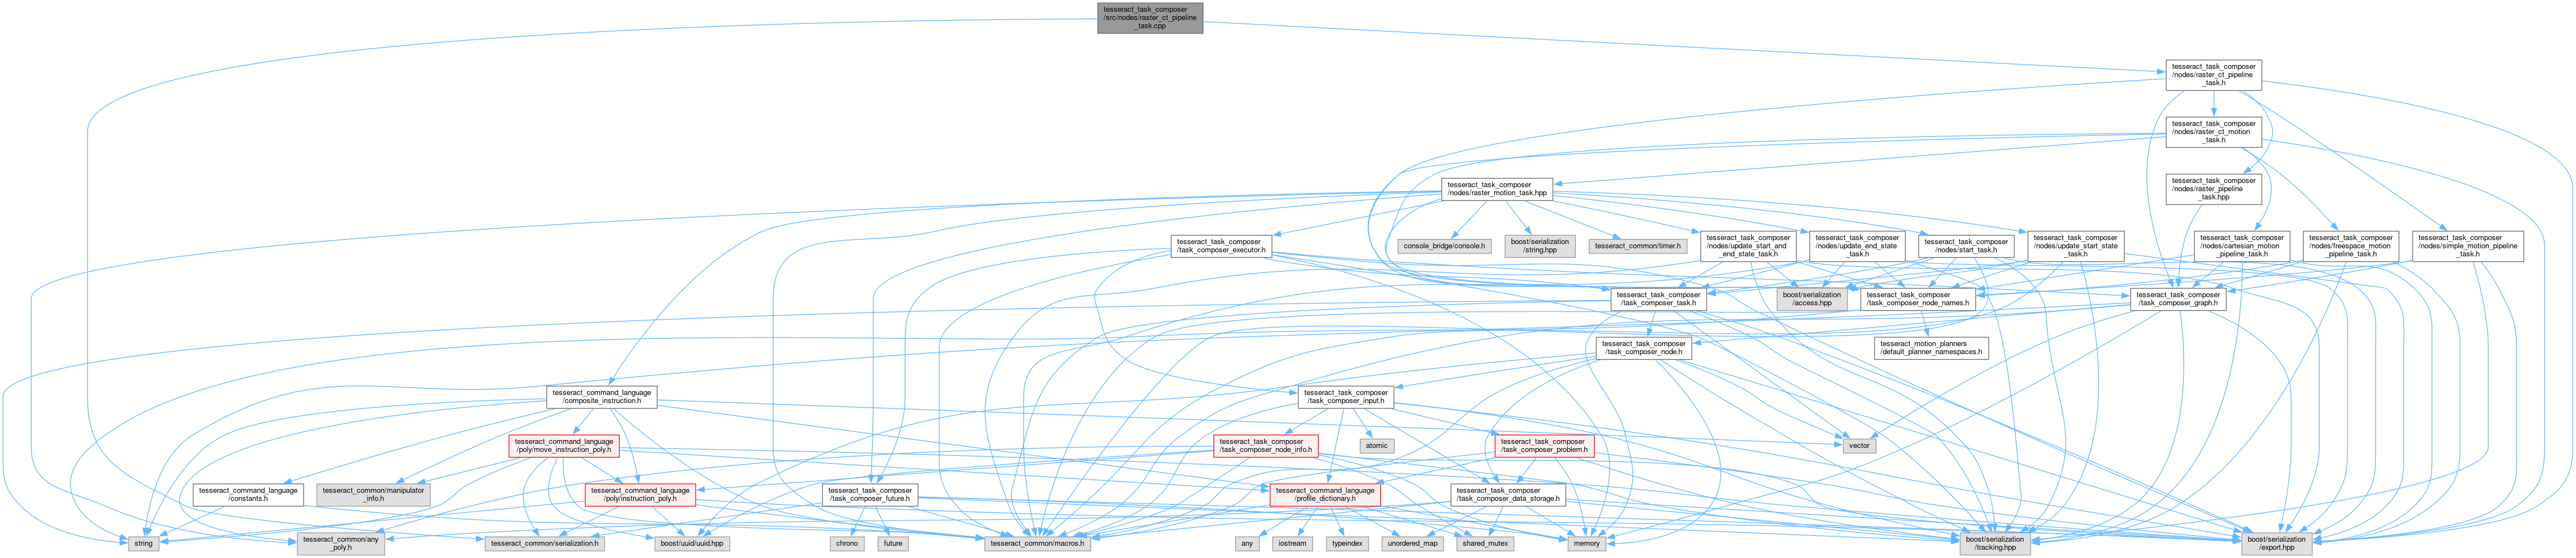 tesseract_task_composer
/src/nodes/raster_ct_pipeline
_task.cpp
tesseract_task_composer
/nodes/raster_ct_pipeline
_task.h
tesseract_task_composer
/nodes/raster_ct_motion
_task.h
tesseract_task_composer
/nodes/raster_motion_task.hpp
tesseract_task_composer
/nodes/raster_pipeline
_task.hpp
tesseract_task_composer
/task_composer_executor.h
console_bridge/console.h
boost/serialization
/string.hpp
tesseract_common/timer.h
tesseract_task_composer
/nodes/update_start_and
_end_state_task.h
tesseract_task_composer
/nodes/update_end_state
_task.h
tesseract_task_composer
/nodes/start_task.h
tesseract_task_composer
/nodes/update_start_state
_task.h
tesseract_task_composer
/nodes/cartesian_motion
_pipeline_task.h
tesseract_task_composer
/nodes/freespace_motion
_pipeline_task.h
tesseract_task_composer
/nodes/simple_motion_pipeline
_task.h
tesseract_task_composer
/task_composer_task.h
boost/serialization
/access.hpp
tesseract_task_composer
/task_composer_node_names.h
tesseract_task_composer
/task_composer_graph.h
tesseract_task_composer
/task_composer_node.h
tesseract_motion_planners
/default_planner_namespaces.h
tesseract_command_language
/composite_instruction.h
tesseract_task_composer
/task_composer_input.h
tesseract_command_language
/poly/move_instruction_poly.h
tesseract_task_composer
/task_composer_node_info.h
atomic
tesseract_task_composer
/task_composer_problem.h
vector
tesseract_command_language
/constants.h
tesseract_common/manipulator
_info.h
tesseract_command_language
/poly/instruction_poly.h
tesseract_task_composer
/task_composer_future.h
tesseract_command_language
/profile_dictionary.h
tesseract_task_composer
/task_composer_data_storage.h
string
tesseract_common/any
_poly.h
tesseract_common/serialization.h
boost/uuid/uuid.hpp
chrono
future
tesseract_common/macros.h
any
iostream
typeindex
unordered_map
shared_mutex
memory
boost/serialization
/tracking.hpp
boost/serialization
/export.hpp